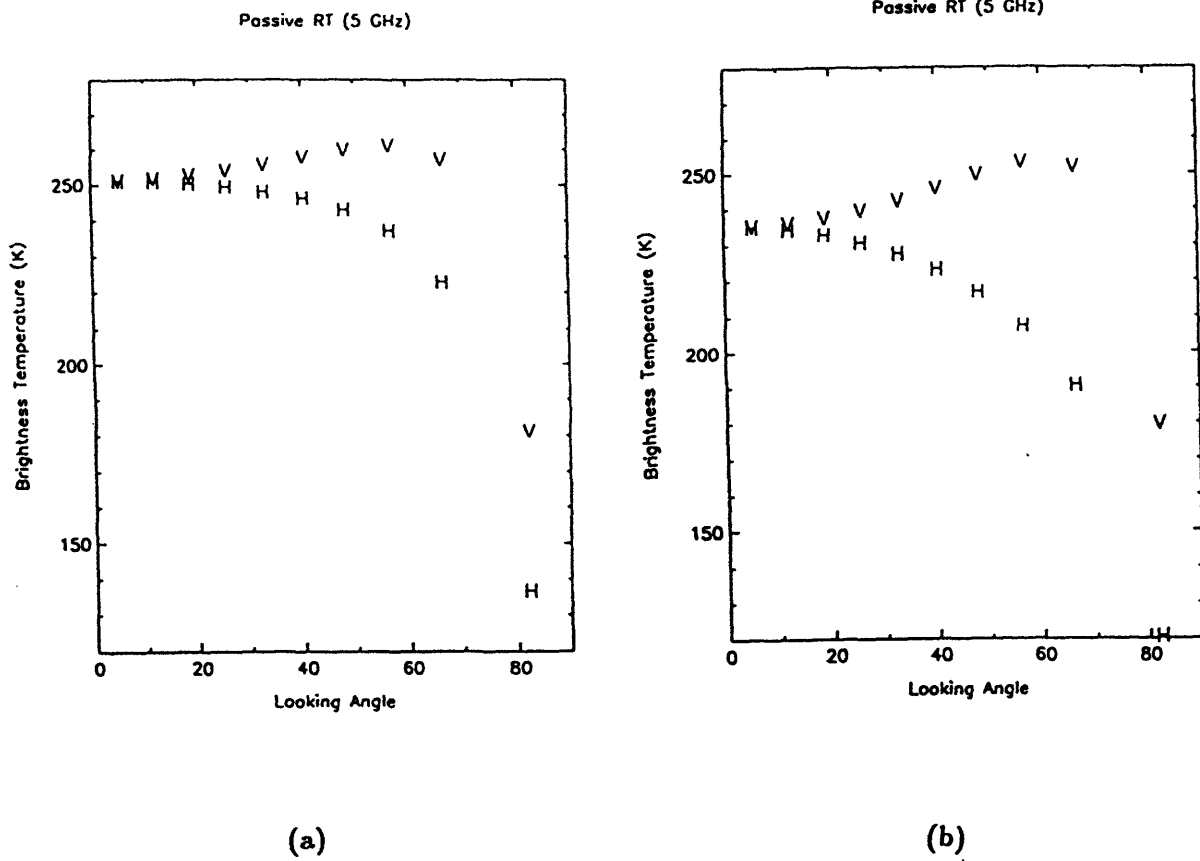 Passive RT (5 GHz)
Brightness Temperature (K)
250
200
150
V V V V V V V V
M M H H H H H H H H
V
H
0 20 40 60 80
Looking Angle
(a)
Passive RT (5 GHz)
Brightness Temperature (K)
250
200
150
V V V V V V V V
M H H H H H H H H
V
H
0 20 40 60 80
Looking Angle
(b)